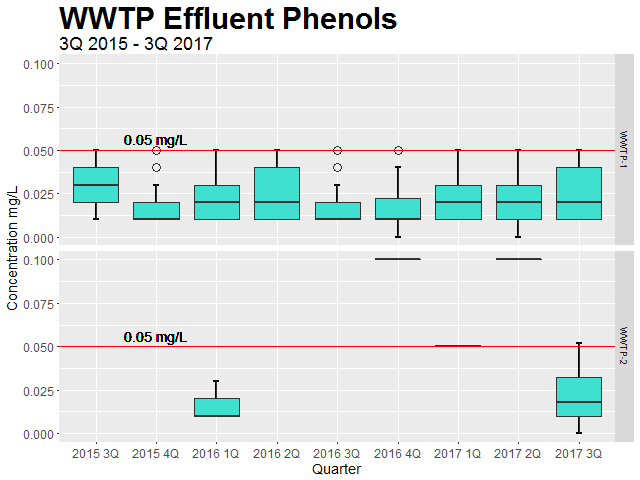 WWTP Effluent Phenols
3Q 2015 - 3Q 2017
Concentration mg/L
0.100
0.075
0.050
0.025
0.000
0.05 mg/L
WWTP-1
0.100
0.075
0.050
0.025
0.000
0.05 mg/L
WWTP-2
2015 3Q 2015 4Q 2016 1Q 2016 2Q 2016 3Q 2016 4Q 2017 1Q 2017 2Q 2017 3Q
Quarter